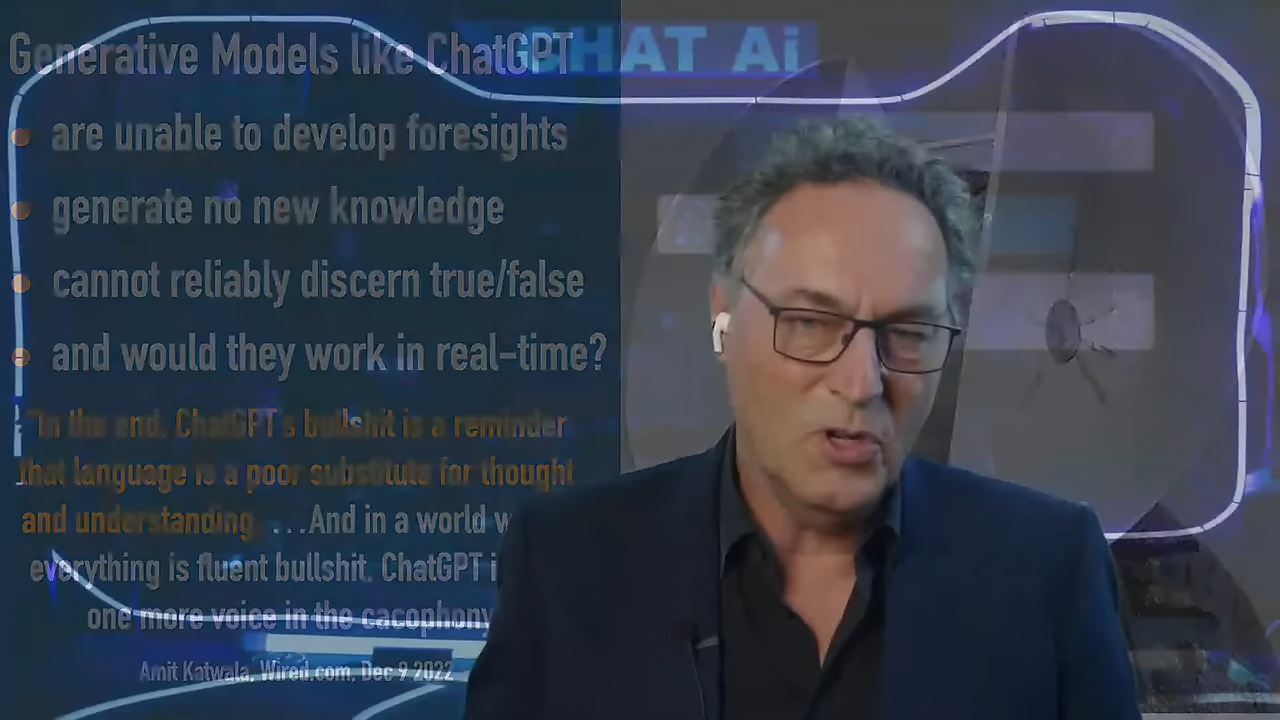 Generative Models like ChatGPT
CHAT Ai
are unable to develop foresights
generate no new knowledge
cannot reliably discern true/false
and would they work in real-time?
"In the end, ChatGPT's bullshit is a reminder
that language is a poor substitute for thought
and understanding. ...And in a world w
everything is fluent bullshit, ChatGPT i
one more voice in the cacophony
Amit Katwala, Wired.com, Dec 9 2022